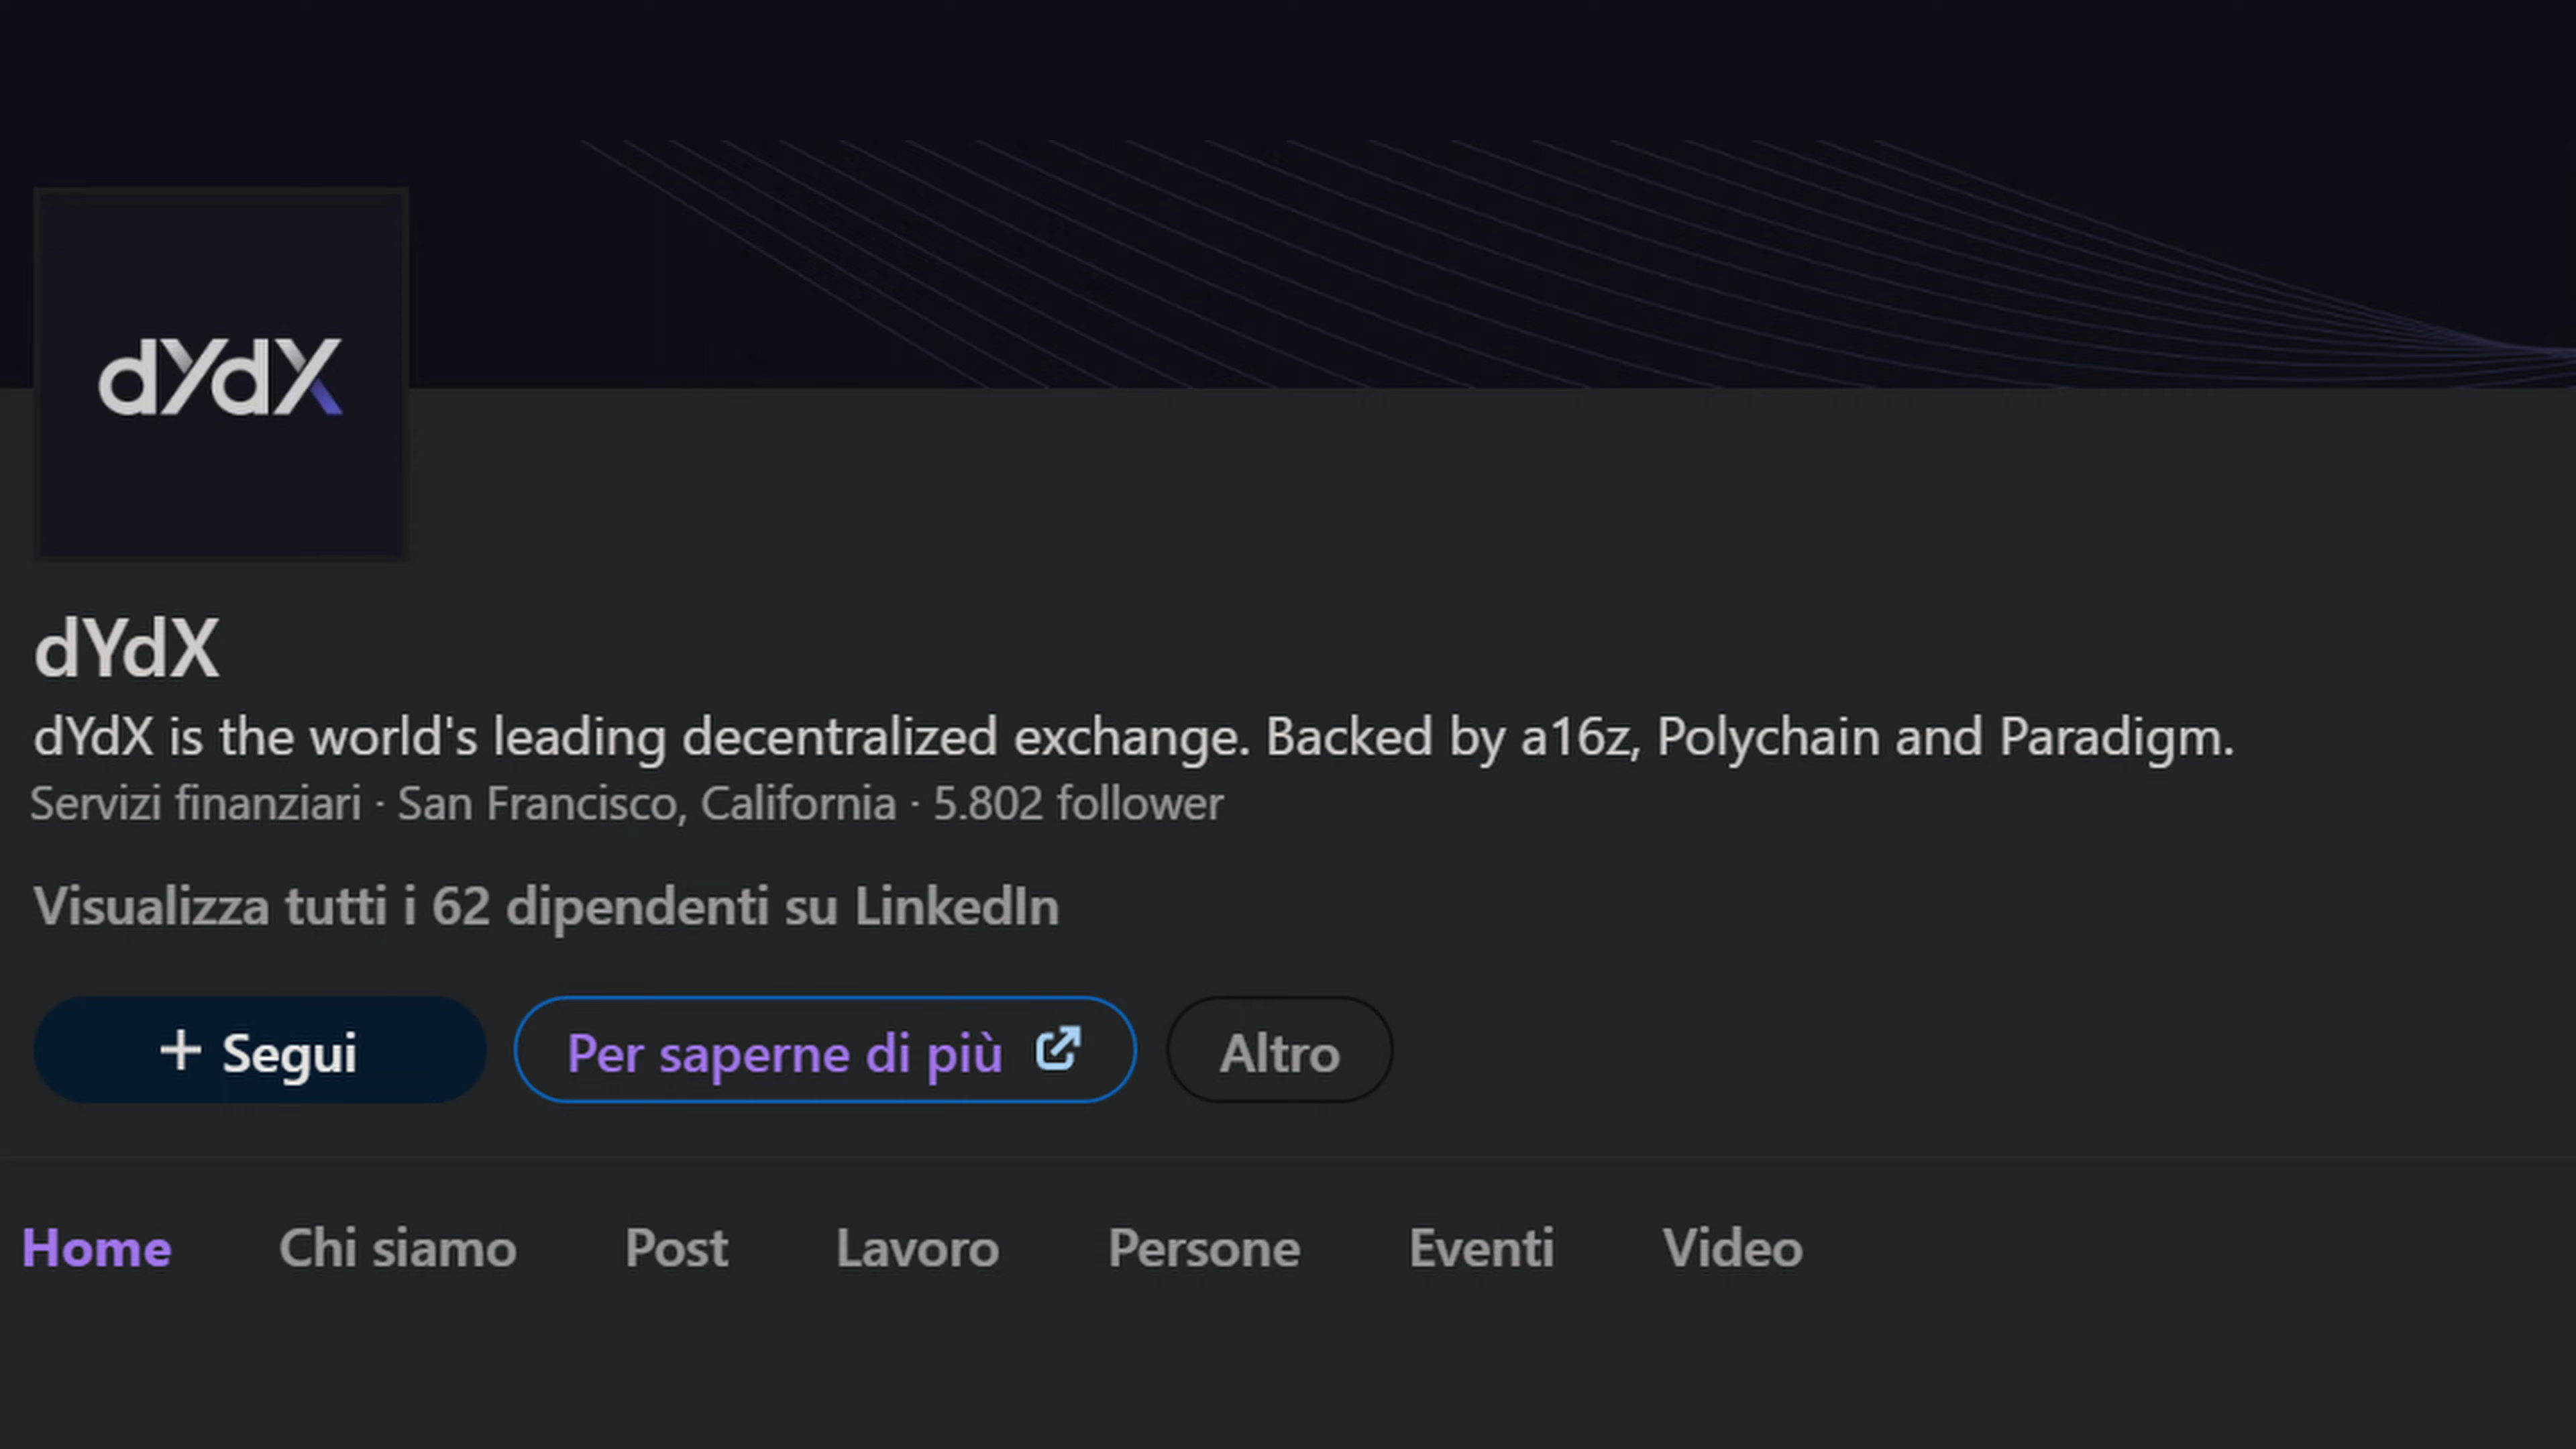 dYdX
dYdX
dYdX is the world's leading decentralized exchange. Backed by a16z, Polychain and Paradigm.
Servizi finanziari · San Francisco, California · 5.802 follower
Visualizza tutti i 62 dipendenti su LinkedIn
+ Segui Per saperne di più Altro
Home Chi siamo Post Lavoro Persone Eventi Video